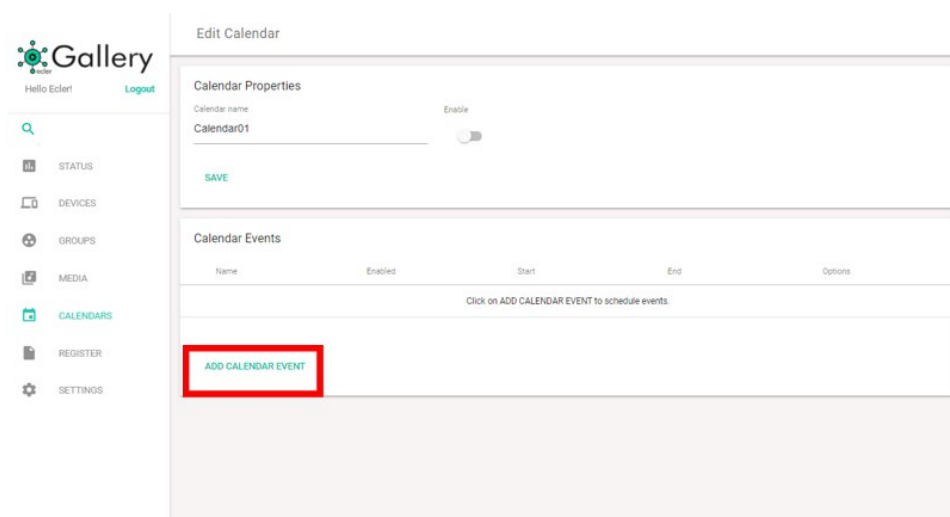 Gallery
ecler
Hello Ecler! Logout
STATUS
DEVICES
GROUPS
MEDIA
CALENDARS
REGISTER
SETTINGS
Edit Calendar
Calendar Properties
Calendar name Enable
Calendar01
SAVE
Calendar Events
Name Enabled Start End Options
Click on ADD CALENDAR EVENT to schedule events.
ADD CALENDAR EVENT